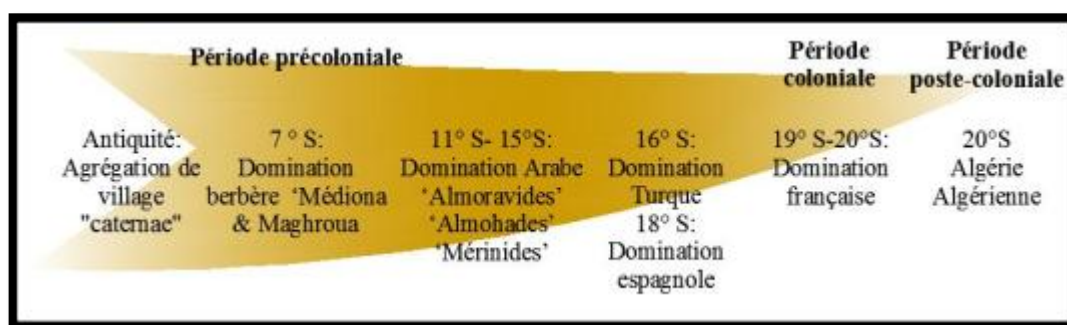 Période précoloniale
Période
coloniale
Période
poste-coloniale
Antiquité:
Agrégation de
village
"caternae"
7 ° S:
Domination
berbère ‘Médiona
& Maghroua
11° S- 15°S:
Domination Arabe
‘Almoravides’
‘Almohades’
‘Mérinides’
16° S:
Domination
Turque
18° S:
Domination
espagnole
19° S-20°S:
Domination
française
20°S
Algérie
Algérienne